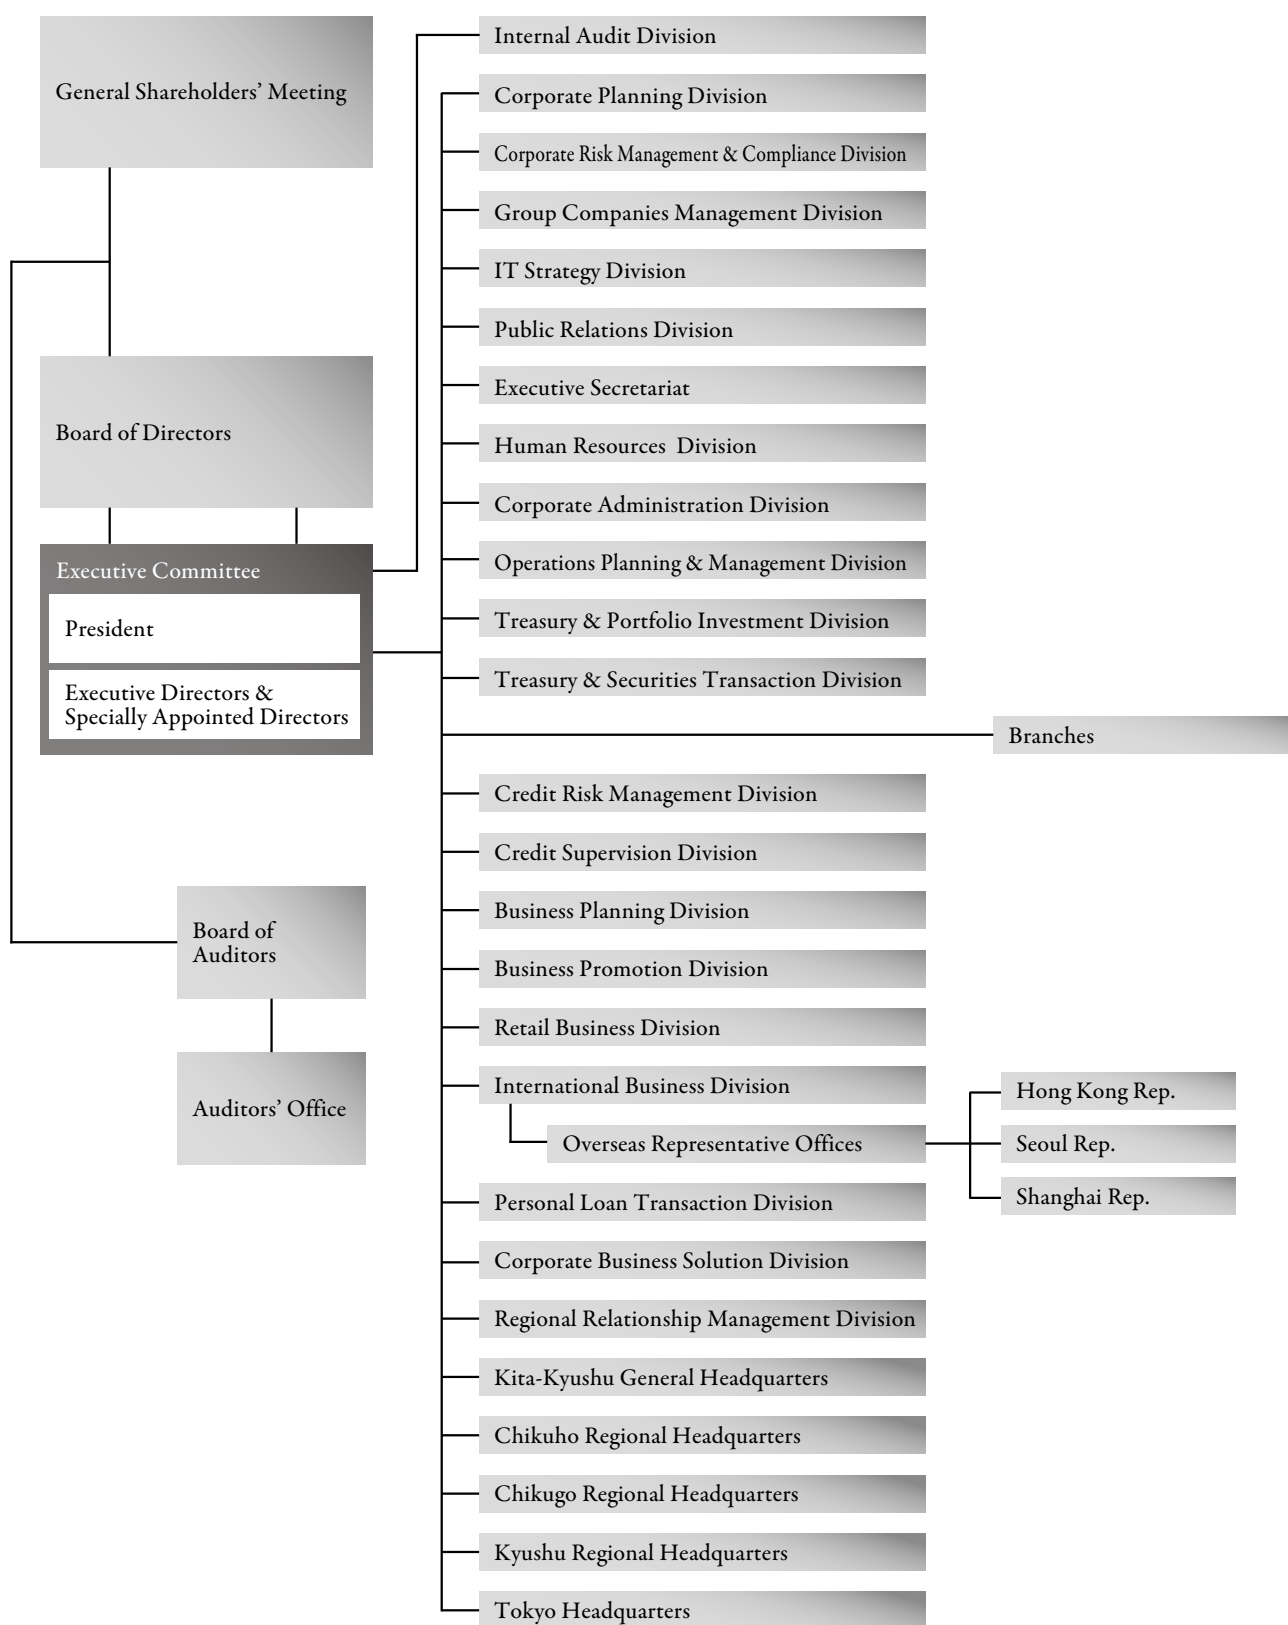 General Shareholders’ Meeting
Board of Directors
Executive Committee
President
Executive Directors &
Specially Appointed Directors
Board of
Auditors
Auditors’ Office
Internal Audit Division
Corporate Planning Division
Corporate Risk Management & Compliance Division
Group Companies Management Division
IT Strategy Division
Public Relations Division
Executive Secretariat
Human Resources Division
Corporate Administration Division
Operations Planning & Management Division
Treasury & Portfolio Investment Division
Treasury & Securities Transaction Division
Branches
Credit Risk Management Division
Credit Supervision Division
Business Planning Division
Business Promotion Division
Retail Business Division
International Business Division
Overseas Representative Offices
Hong Kong Rep.
Seoul Rep.
Shanghai Rep.
Personal Loan Transaction Division
Corporate Business Solution Division
Regional Relationship Management Division
Kita-Kyushu General Headquarters
Chikuho Regional Headquarters
Chikugo Regional Headquarters
Kyushu Regional Headquarters
Tokyo Headquarters